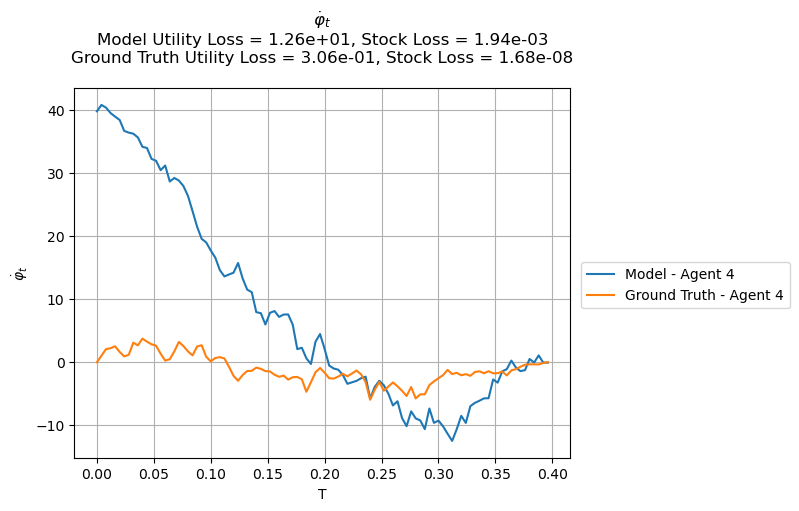 φ̇ₜ
Model Utility Loss = 1.26e+01, Stock Loss = 1.94e-03
Ground Truth Utility Loss = 3.06e-01, Stock Loss = 1.68e-08
40
30
20
10
0
−10
φ̇ₜ
0.00 0.05 0.10 0.15 0.20 0.25 0.30 0.35 0.40
T
Model - Agent 4
Ground Truth - Agent 4